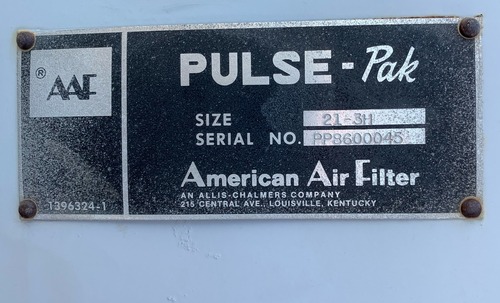 ® AAF
PULSE-Pak
SIZE 21-3H
SERIAL NO. PP8600045
American Air Filter
AN ALLIS-CHALMERS COMPANY
215 CENTRAL AVE., LOUISVILLE, KENTUCKY
1396324-1